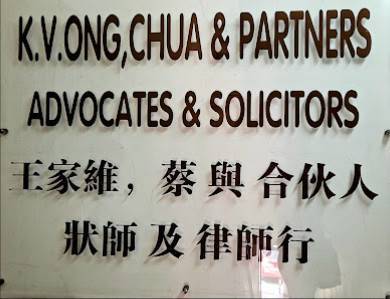 K.V.ONG,CHUA & PARTNERS
ADVOCATES & SOLICITORS
王家維，蔡與合伙人
狀師及律師行